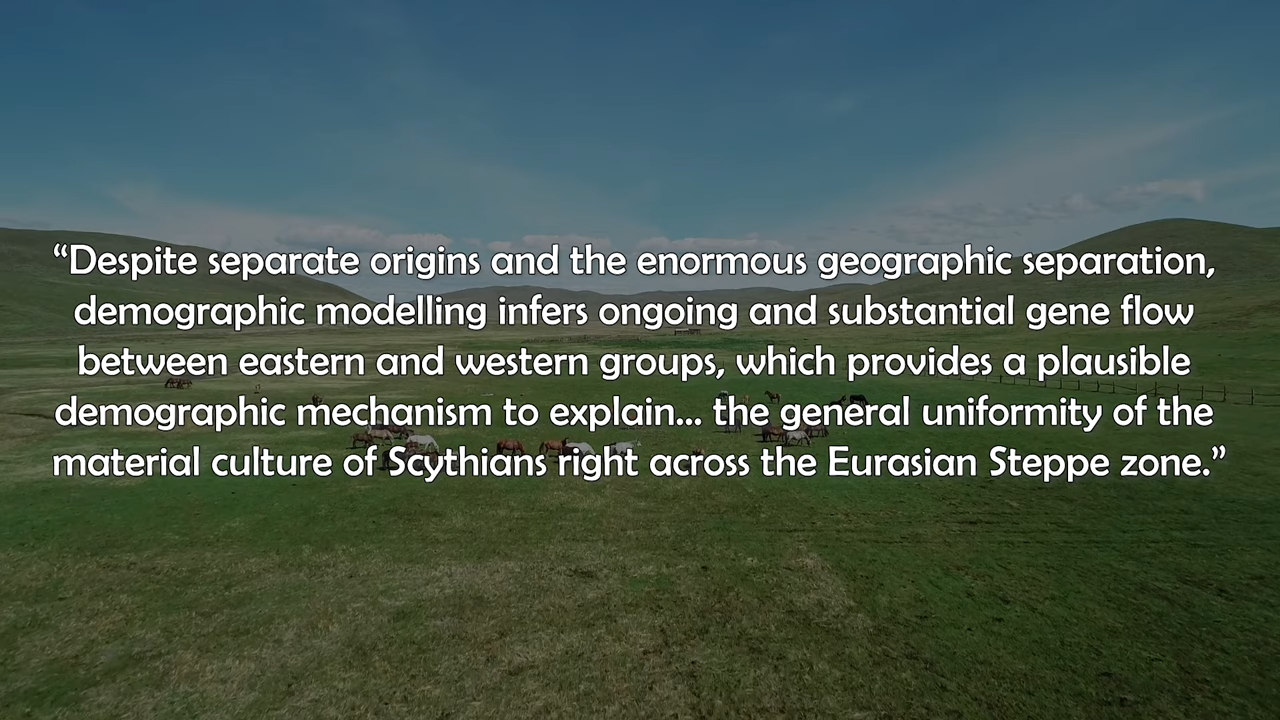 “Despite separate origins and the enormous geographic separation,
demographic modelling infers ongoing and substantial gene flow
between eastern and western groups, which provides a plausible
demographic mechanism to explain... the general uniformity of the
material culture of Scythians right across the Eurasian Steppe zone.”